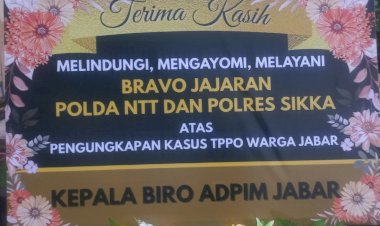 Terima Kasih
MELINDUNGI, MENGAYOMI, MELAYANI
BRAVO JAJARAN
POLDA NTT DAN POLRES SIKKA
ATAS
PENGUNGKAPAN KASUS TPPO WARGA JABAR
KEPALA BIRO ADPIM JABAR